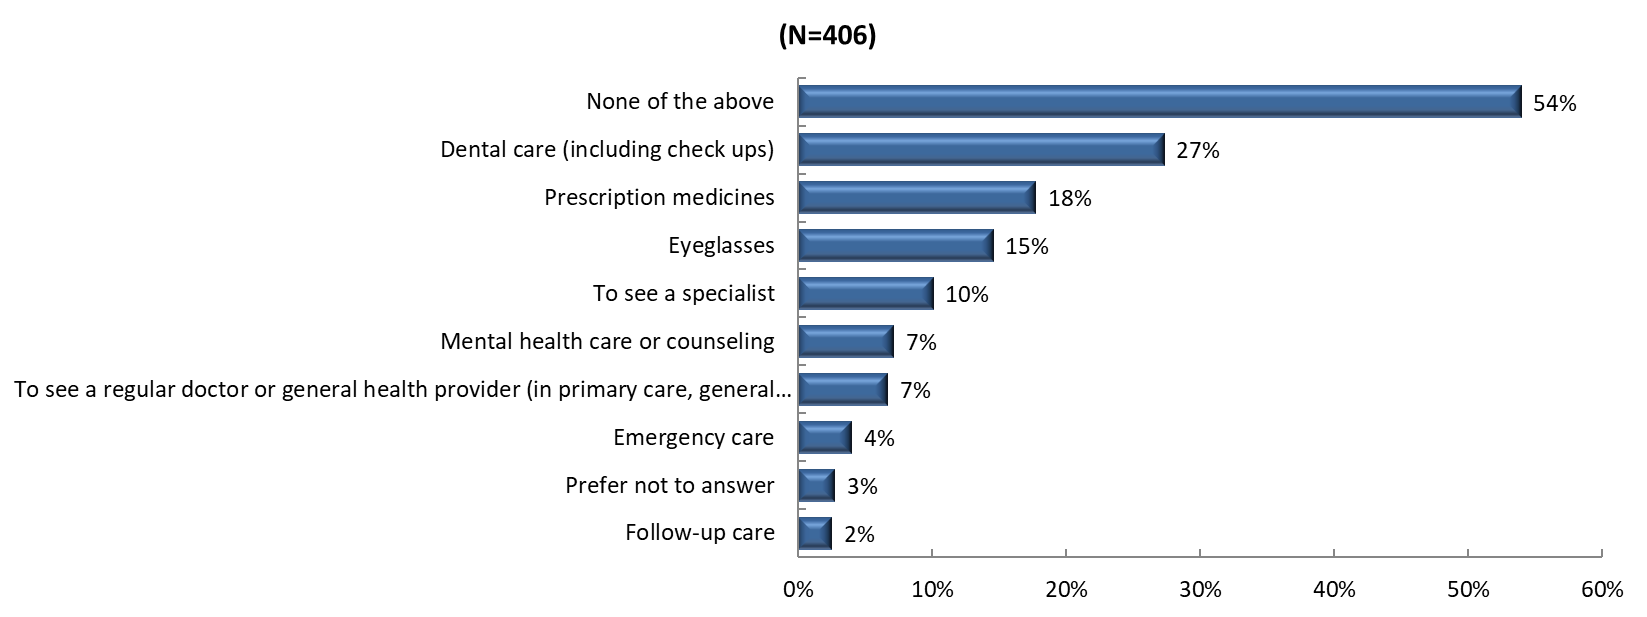 (N=406)
None of the above 54%
Dental care (including check ups) 27%
Prescription medicines 18%
Eyeglasses 15%
To see a specialist 10%
Mental health care or counseling 7%
To see a regular doctor or general health provider (in primary care, general... 7%
Emergency care 4%
Prefer not to answer 3%
Follow-up care 2%
0% 10% 20% 30% 40% 50% 60%